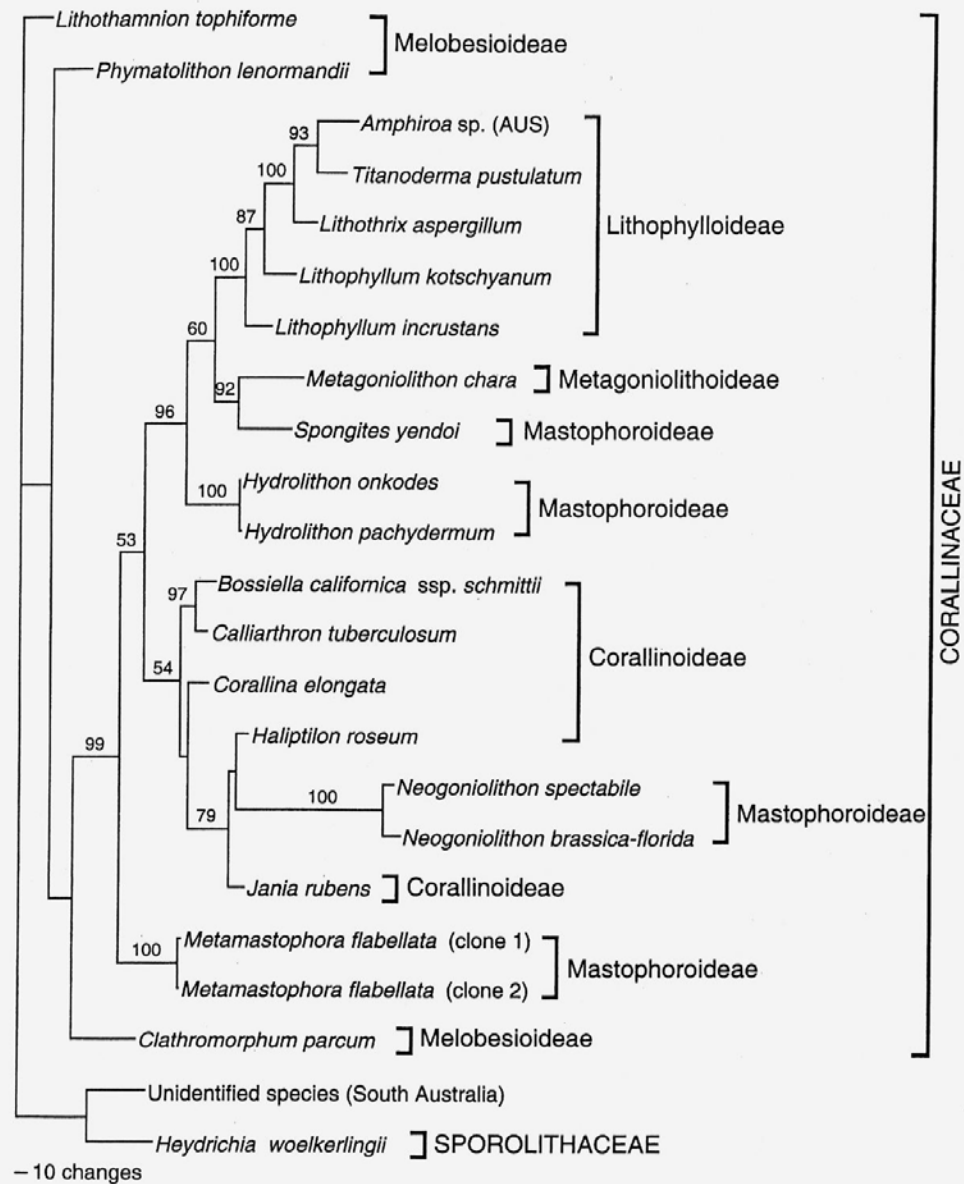 Lithothamnion tophiforme
Melobesioideae
Phymatolithon lenormandii
93
Amphiroa sp. (AUS)
100
Titanoderma pustulatum
87
Lithothrix aspergillum
Lithophylloideae
100
Lithophyllum kotschyanum
60
Lithophyllum incrustans
92
Metagoniolithon chara
Metagoniolithoideae
96
Spongites yendoi
Mastophoroideae
100
Hydrolithon onkodes
Mastophoroideae
Hydrolithon pachydermum
53
97
Bossiella californica ssp. schmittii
Calliarthron tuberculosum
Corallinoideae
54
Corallina elongata
Haliptilon roseum
99
100
Neogoniolithon spectabile
Mastophoroideae
79
Neogoniolithon brassica-florida
Jania rubens
Corallinoideae
100
Metamastophora flabellata (clone 1)
Mastophoroideae
Metamastophora flabellata (clone 2)
Clathromorphum parcum
Melobesioideae
CORALLINACEAE
Unidentified species (South Australia)
Heydrichia woelkerlingii
SPOROLITHACEAE
– 10 changes